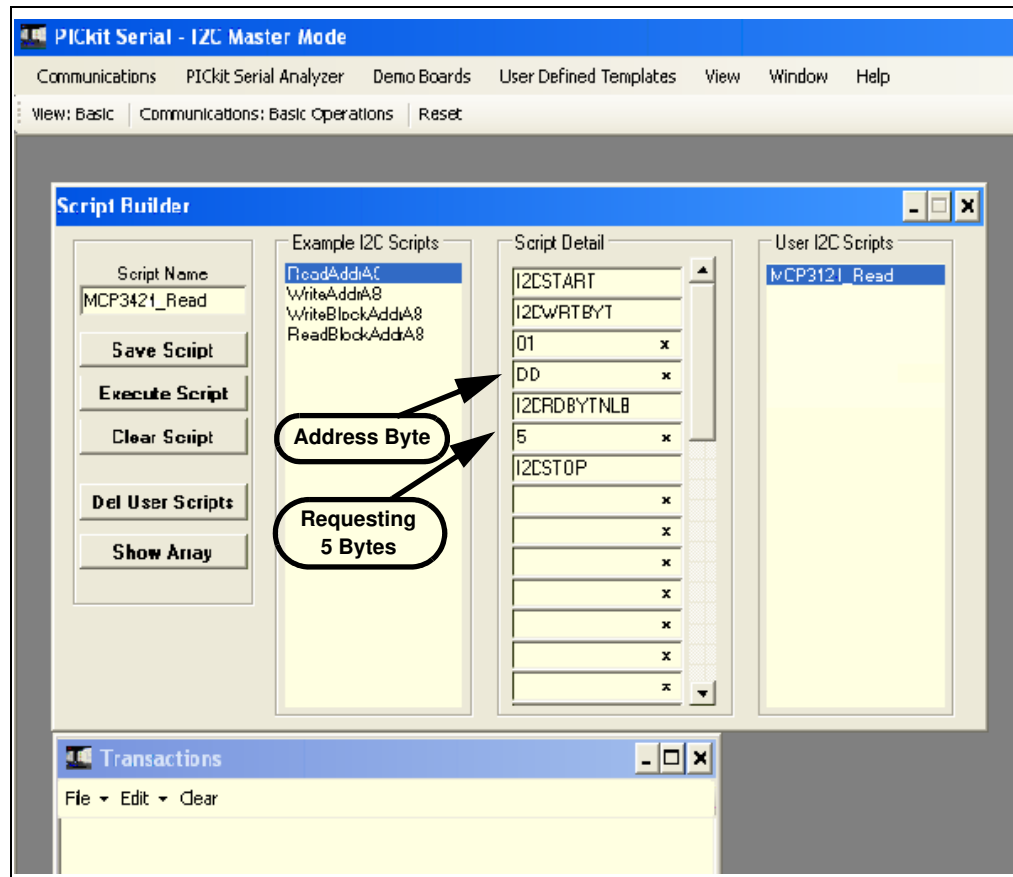 PICkit Serial - I2C Master Mode
Communications PICkit Serial Analyzer Demo Boards User Defined Templates View Window Help
View: Basic Communications: Basic Operations Reset
Script Builder
Script Name
MCP3421_Read
Save Script
Execute Script
Clear Script
Del User Scripts
Show Array
Example I2C Scripts
ReadAddrA8
WriteAddrA8
WriteBlockAddrA8
ReadBlockAddrA8
Address Byte
Requesting
5 Bytes
Script Detail
I2CSTART
I2CWRTBYT
01 x
DD x
I2CRDBYTNLB
5 x
I2CSTOP
x
x
x
x
x
x
x
User I2C Scripts
MCP3421_Read
Transactions
File Edit Clear